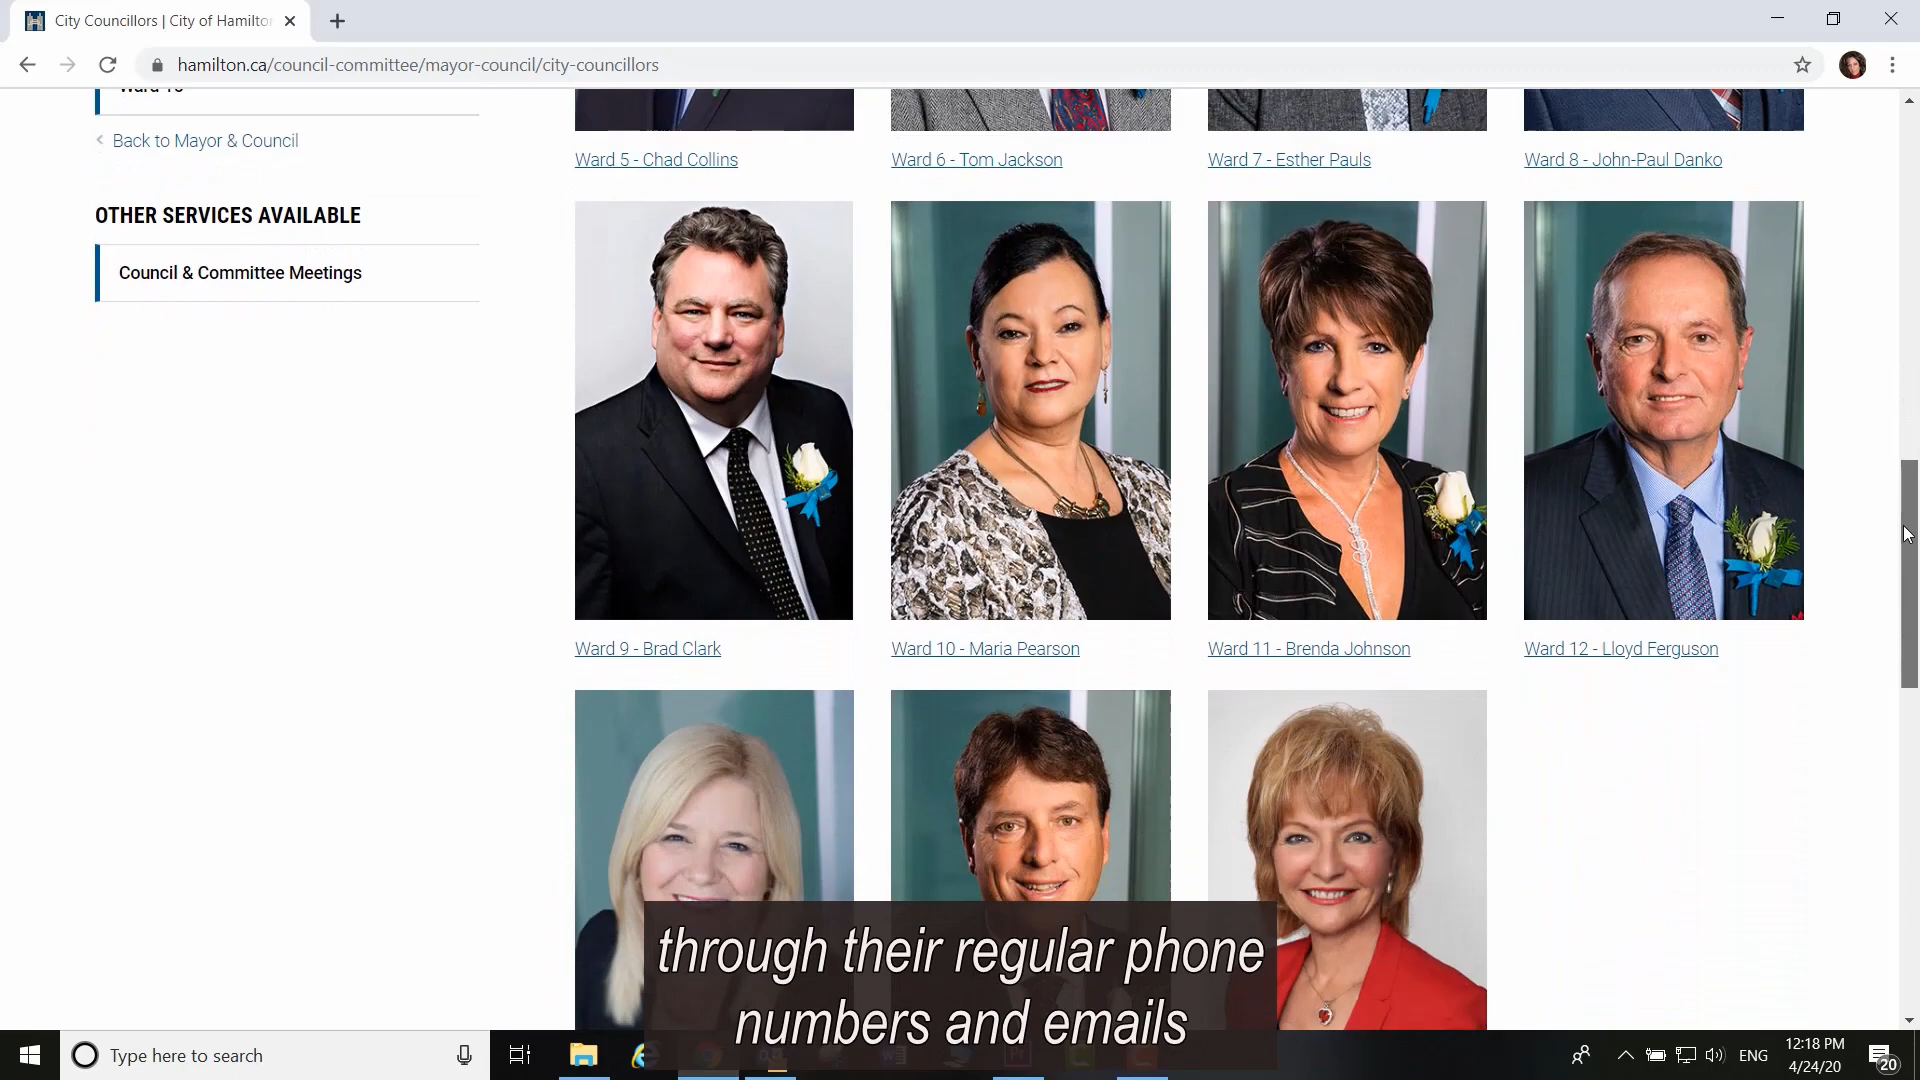 City Councillors | City of Hamilto
hamilton.ca/council-committee/mayor-council/city-councillors
Back to Mayor & Council
OTHER SERVICES AVAILABLE
Council & Committee Meetings
Ward 5 - Chad Collins
Ward 6 - Tom Jackson
Ward 7 - Esther Pauls
Ward 8 - John-Paul Danko
Ward 9 - Brad Clark
Ward 10 - Maria Pearson
Ward 11 - Brenda Johnson
Ward 12 - Lloyd Ferguson
through their regular phone
numbers and emails
Type here to search
ENG
12:18 PM
4/24/20
20